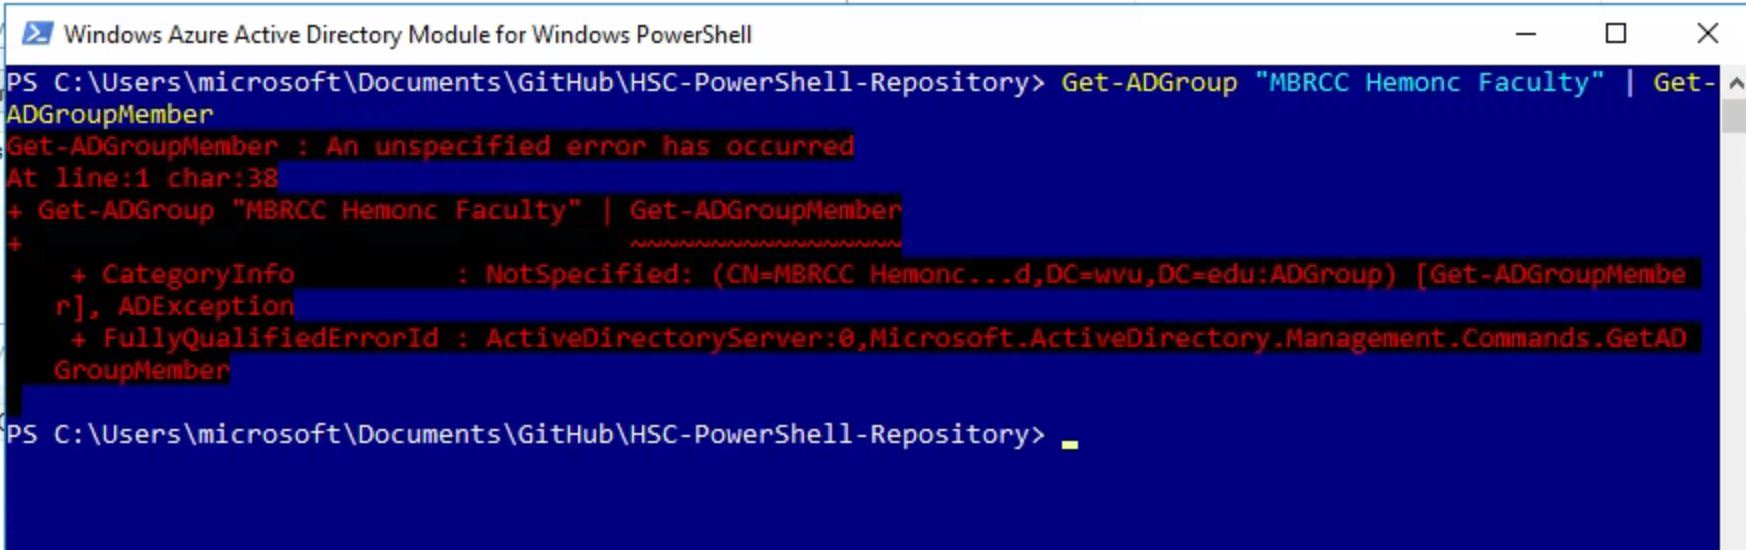 Windows Azure Active Directory Module for Windows PowerShell
PS C:\Users\microsoft\Documents\GitHub\HSC-PowerShell-Repository> Get-ADGroup "MBRCC Hemonc Faculty" | Get-
ADGroupMember
Get-ADGroupMember : An unspecified error has occurred
At line:1 char:38
+ Get-ADGroup "MBRCC Hemonc Faculty" | Get-ADGroupMember
+                                      ~~~~~~~~~~~~~~~~~
    + CategoryInfo          : NotSpecified: (CN=MBRCC Hemonc...d,DC=wvu,DC=edu:ADGroup) [Get-ADGroupMembe
   r], ADException
    + FullyQualifiedErrorId : ActiveDirectoryServer:0,Microsoft.ActiveDirectory.Management.Commands.GetAD
   GroupMember
PS C:\Users\microsoft\Documents\GitHub\HSC-PowerShell-Repository>